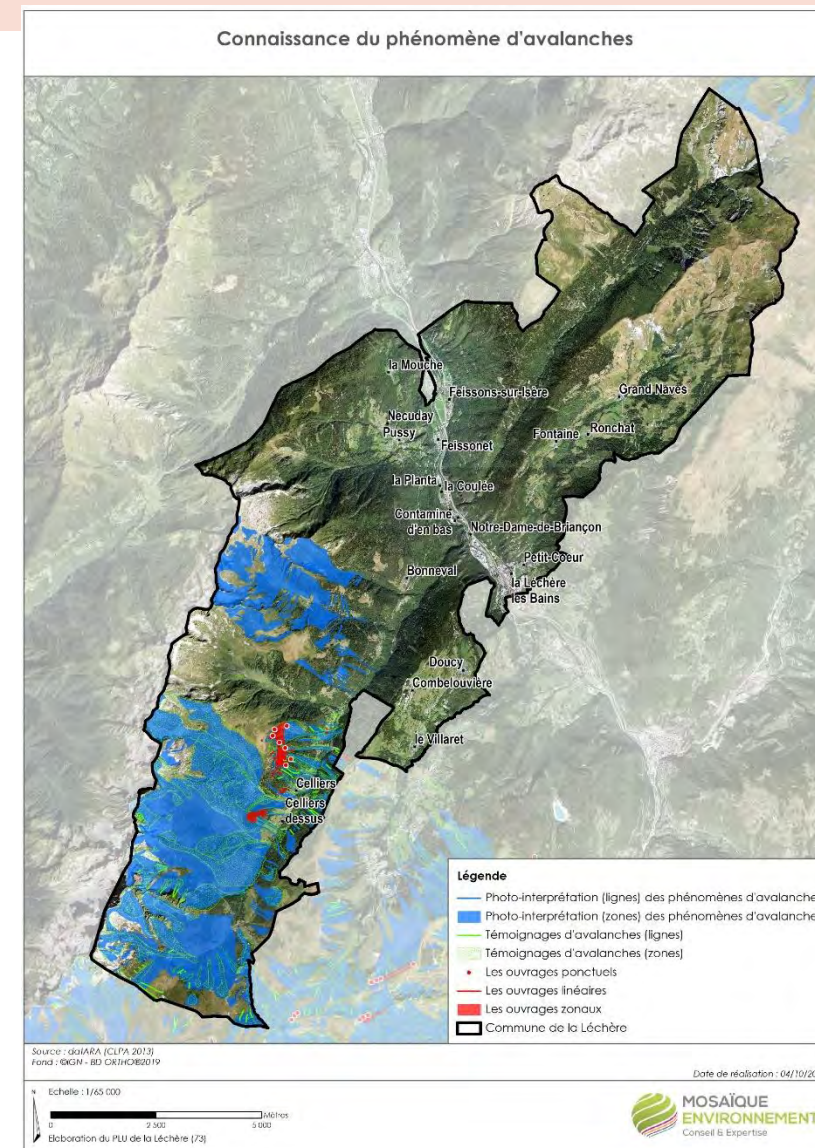 Connaissance du phénomène d'avalanches
la Mouche
Feissons-sur-Isère
Grand Naves
Necuday
Pussy
Feissonet
Fontaine
Ronchat
la Planta
la Coulée
Contamine
d'en bas
Notre-Dame-de-Briançon
Petit-Coeur
Bonneval
la Léchère
les Bains
Doucy
Combelouvière
le Villaret
Celliers
Celliers
dessus
Légende
Photo-interprétation (lignes) des phénomènes d'avalanche
Photo-interprétation (zones) des phénomènes d'avalanche
Témoignages d'avalanches (lignes)
Témoignages d'avalanches (zones)
Les ouvrages ponctuels
Les ouvrages linéaires
Les ouvrages zonaux
Commune de la Léchère
Source : datARA (CLPA 2013)
Fond : ©IGN - BD ORTHO®2019
Date de réalisation : 04/10/20
N
Echelle : 1/65 000
Mètres
0 2 500 5 000
Elaboration du PLU de la Léchère (73)
MOSAÏQUE
ENVIRONNEMENT
Conseil & Expertise